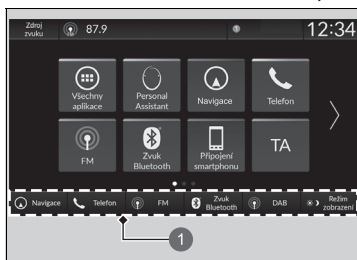 Zdroj
zvuku
87.9
12:34
Všechny
aplikace
Personal
Assistant
Navigace
Telefon
FM
Zvuk
Bluetooth
Připojení
smartphonu
TA
Navigace
Telefon
FM
Zvuk
Bluetooth
DAB
Režim
zobrazení
1